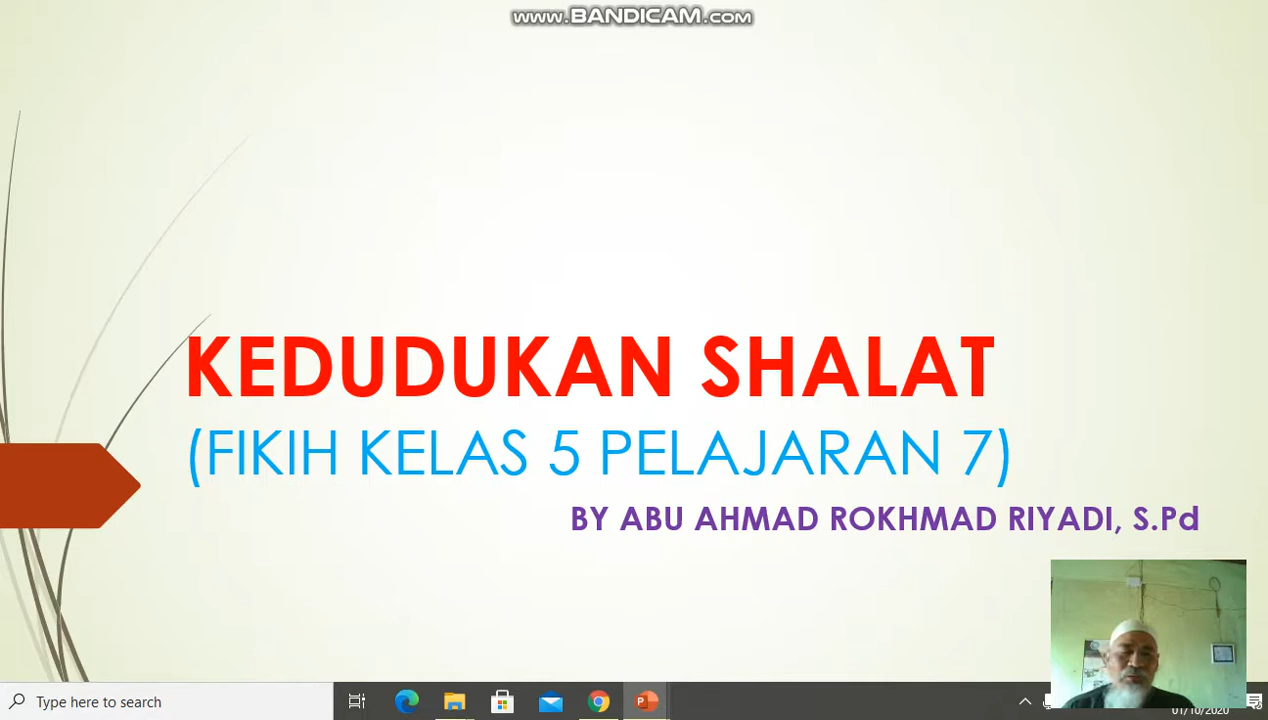 www.BANDICAM.com
KEDUDUKAN SHALAT
(FIKIH KELAS 5 PELAJARAN 7)
BY ABU AHMAD ROKHMAD RIYADI, S.Pd
Type here to search
01/10/2020